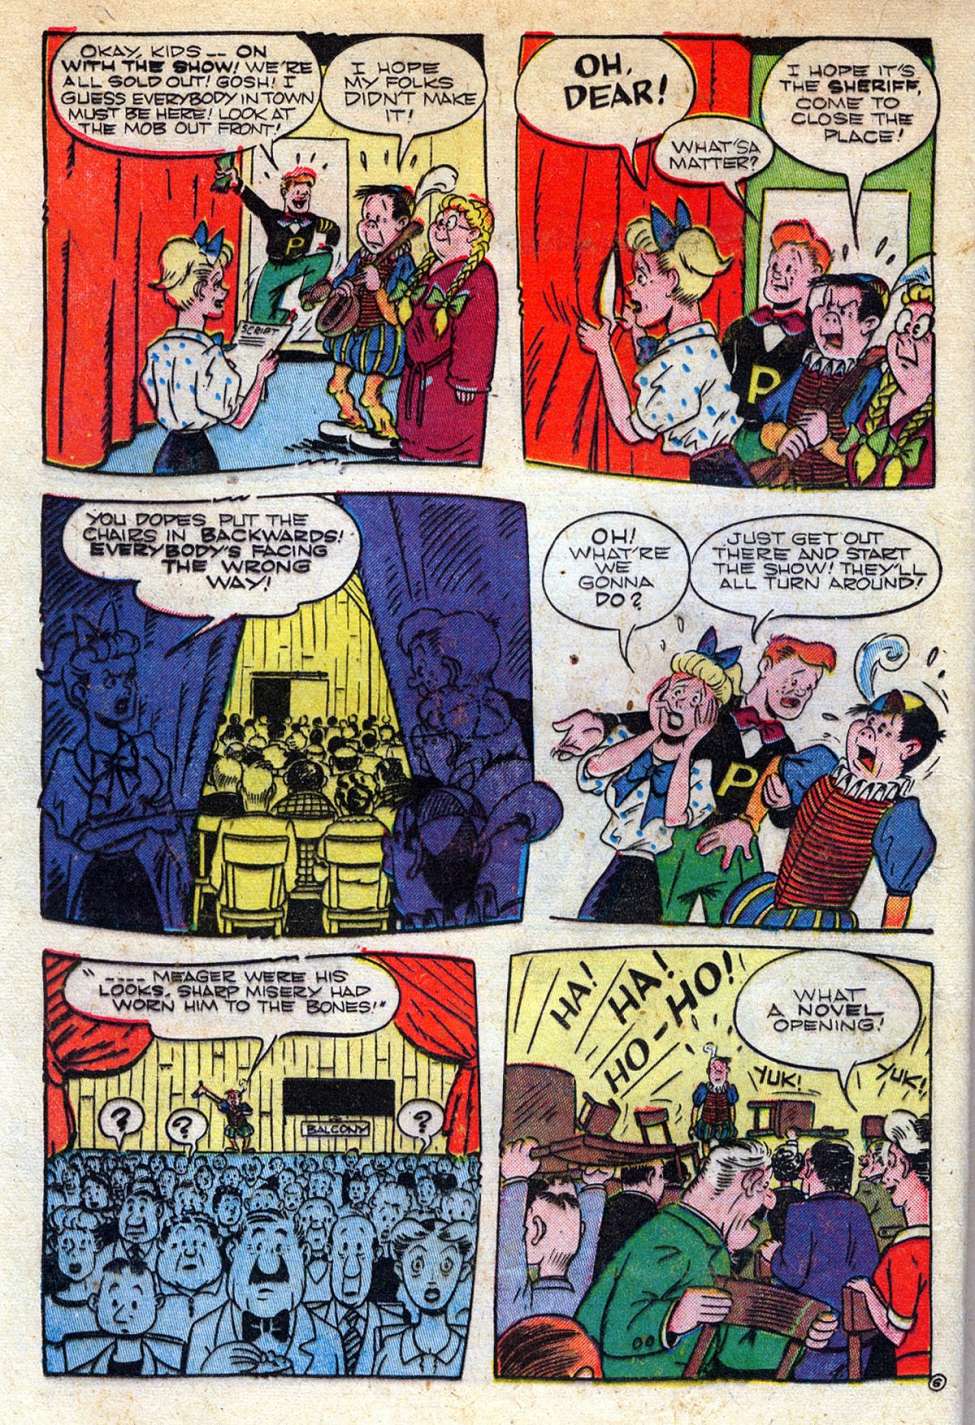 OKAY, KIDS -- ON
WITH THE SHOW! WE'RE
ALL SOLD OUT! GOSH! I
GUESS EVERYBODY IN TOWN
MUST BE HERE! LOOK AT
THE MOB OUT FRONT!
I HOPE
MY FOLKS
DIDN'T MAKE
IT!
P
SCRIPT
OH,
DEAR!
WHAT'SA
MATTER?
I HOPE IT'S
THE SHERIFF,
COME TO
CLOSE THE
PLACE!
P
YOU DOPES PUT THE
CHAIRS IN BACKWARDS!
EVERYBODY'S FACING
THE WRONG
WAY!
OH!
WHAT'RE
WE
GONNA
DO?
JUST GET OUT
THERE AND START
THE SHOW! THEY'LL
ALL TURN AROUND!
P
"---- MEAGER WERE HIS
LOOKS, SHARP MISERY HAD
WORN HIM TO THE BONES!"
?
?
?
BALCONY
HA!
HA!
HO-HO!
WHAT
A NOVEL
OPENING!
YUK!
YUK!
6